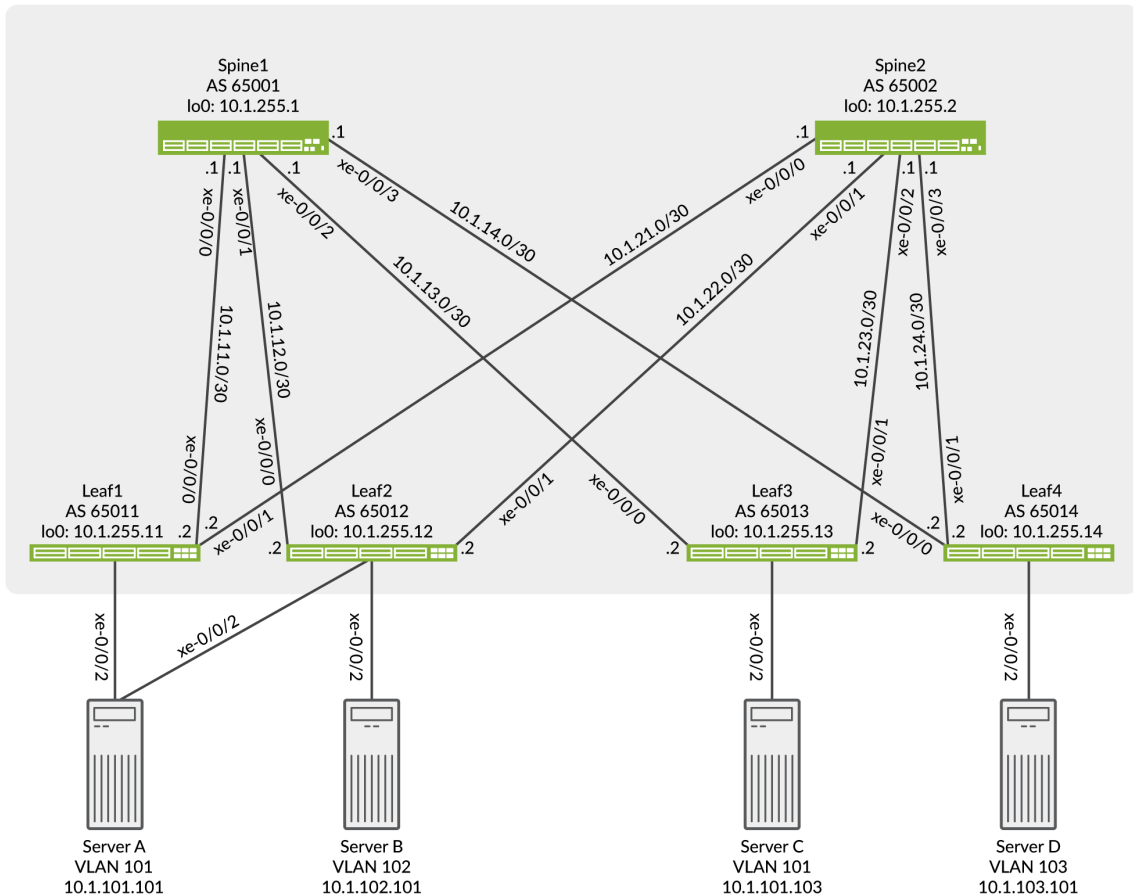 Spine1
AS 65001
lo0: 10.1.255.1
Spine2
AS 65002
lo0: 10.1.255.2
.1
.1
.1
.1
.1
.1
.1
.1
xe-0/0/0
xe-0/0/1
xe-0/0/2
xe-0/0/3
xe-0/0/0
xe-0/0/1
xe-0/0/2
xe-0/0/3
10.1.11.0/30
10.1.12.0/30
10.1.13.0/30
10.1.14.0/30
10.1.21.0/30
10.1.22.0/30
10.1.23.0/30
10.1.24.0/30
xe-0/0/0
xe-0/0/0
xe-0/0/1
xe-0/0/1
xe-0/0/0
xe-0/0/1
xe-0/0/0
xe-0/0/1
Leaf1
AS 65011
lo0: 10.1.255.11
.2
.2
Leaf2
AS 65012
lo0: 10.1.255.12
.2
.2
Leaf3
AS 65013
lo0: 10.1.255.13
.2
.2
Leaf4
AS 65014
lo0: 10.1.255.14
.2
.2
xe-0/0/2
xe-0/0/2
xe-0/0/2
xe-0/0/2
xe-0/0/2
Server A
VLAN 101
10.1.101.101
Server B
VLAN 102
10.1.102.101
Server C
VLAN 101
10.1.101.103
Server D
VLAN 103
10.1.103.101